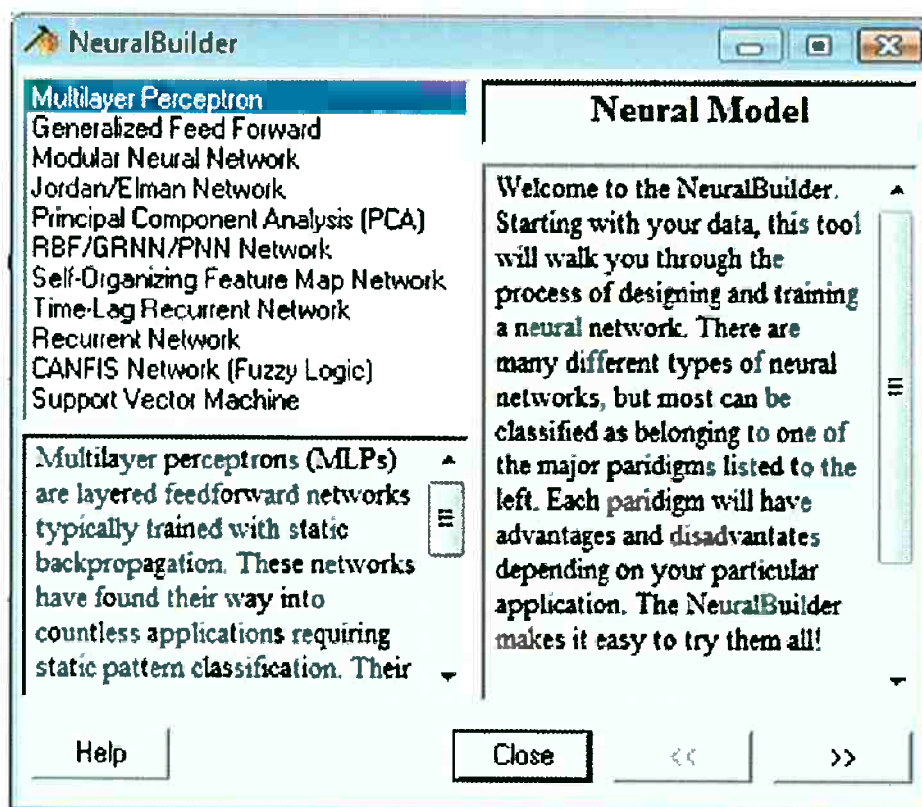 NeuralBuilder
Multilayer Perceptron
Generalized Feed Forward
Modular Neural Network
Jordan/Elman Network
Principal Component Analysis (PCA)
RBF/GRNN/PNN Network
Self-Organizing Feature Map Network
Time-Lag Recurrent Network
Recurrent Network
CANFIS Network (Fuzzy Logic)
Support Vector Machine
Multilayer perceptrons (MLPs)
are layered feedforward networks
typically trained with static
backpropagation. These networks
have found their way into
countless applications requiring
static pattern classification. Their
Neural Model
Welcome to the NeuralBuilder.
Starting with your data, this tool
will walk you through the
process of designing and training
a neural network. There are
many different types of neural
networks, but most can be
classified as belonging to one of
the major paridigms listed to the
left. Each paridigm will have
advantages and disadvantates
depending on your particular
application. The NeuralBuilder
makes it easy to try them all!
Help
Close
<<
>>